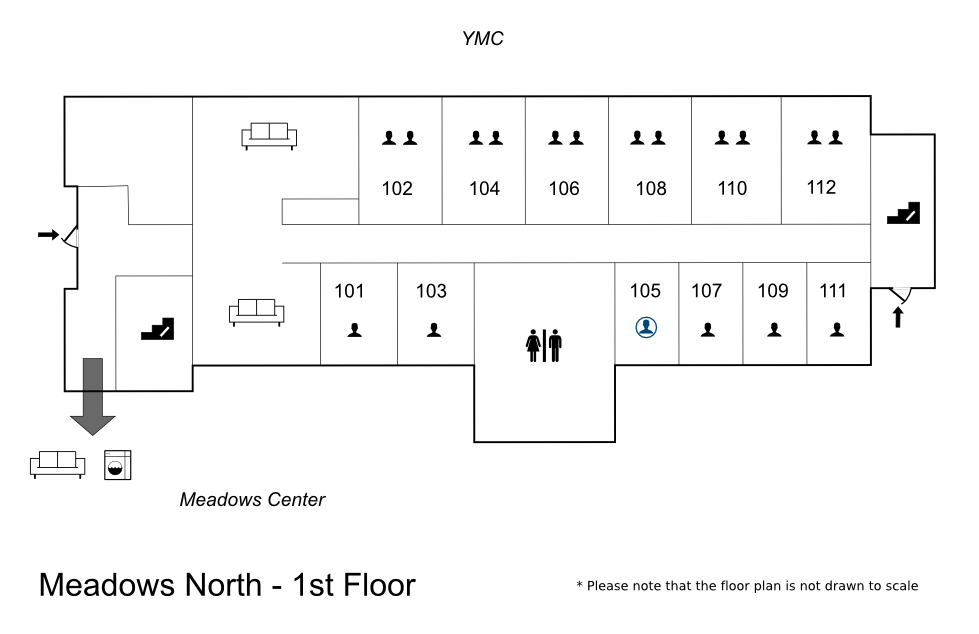 YMC
102 104 106 108 110 112
101 103 105 107 109 111
Meadows Center
Meadows North - 1st Floor
* Please note that the floor plan is not drawn to scale